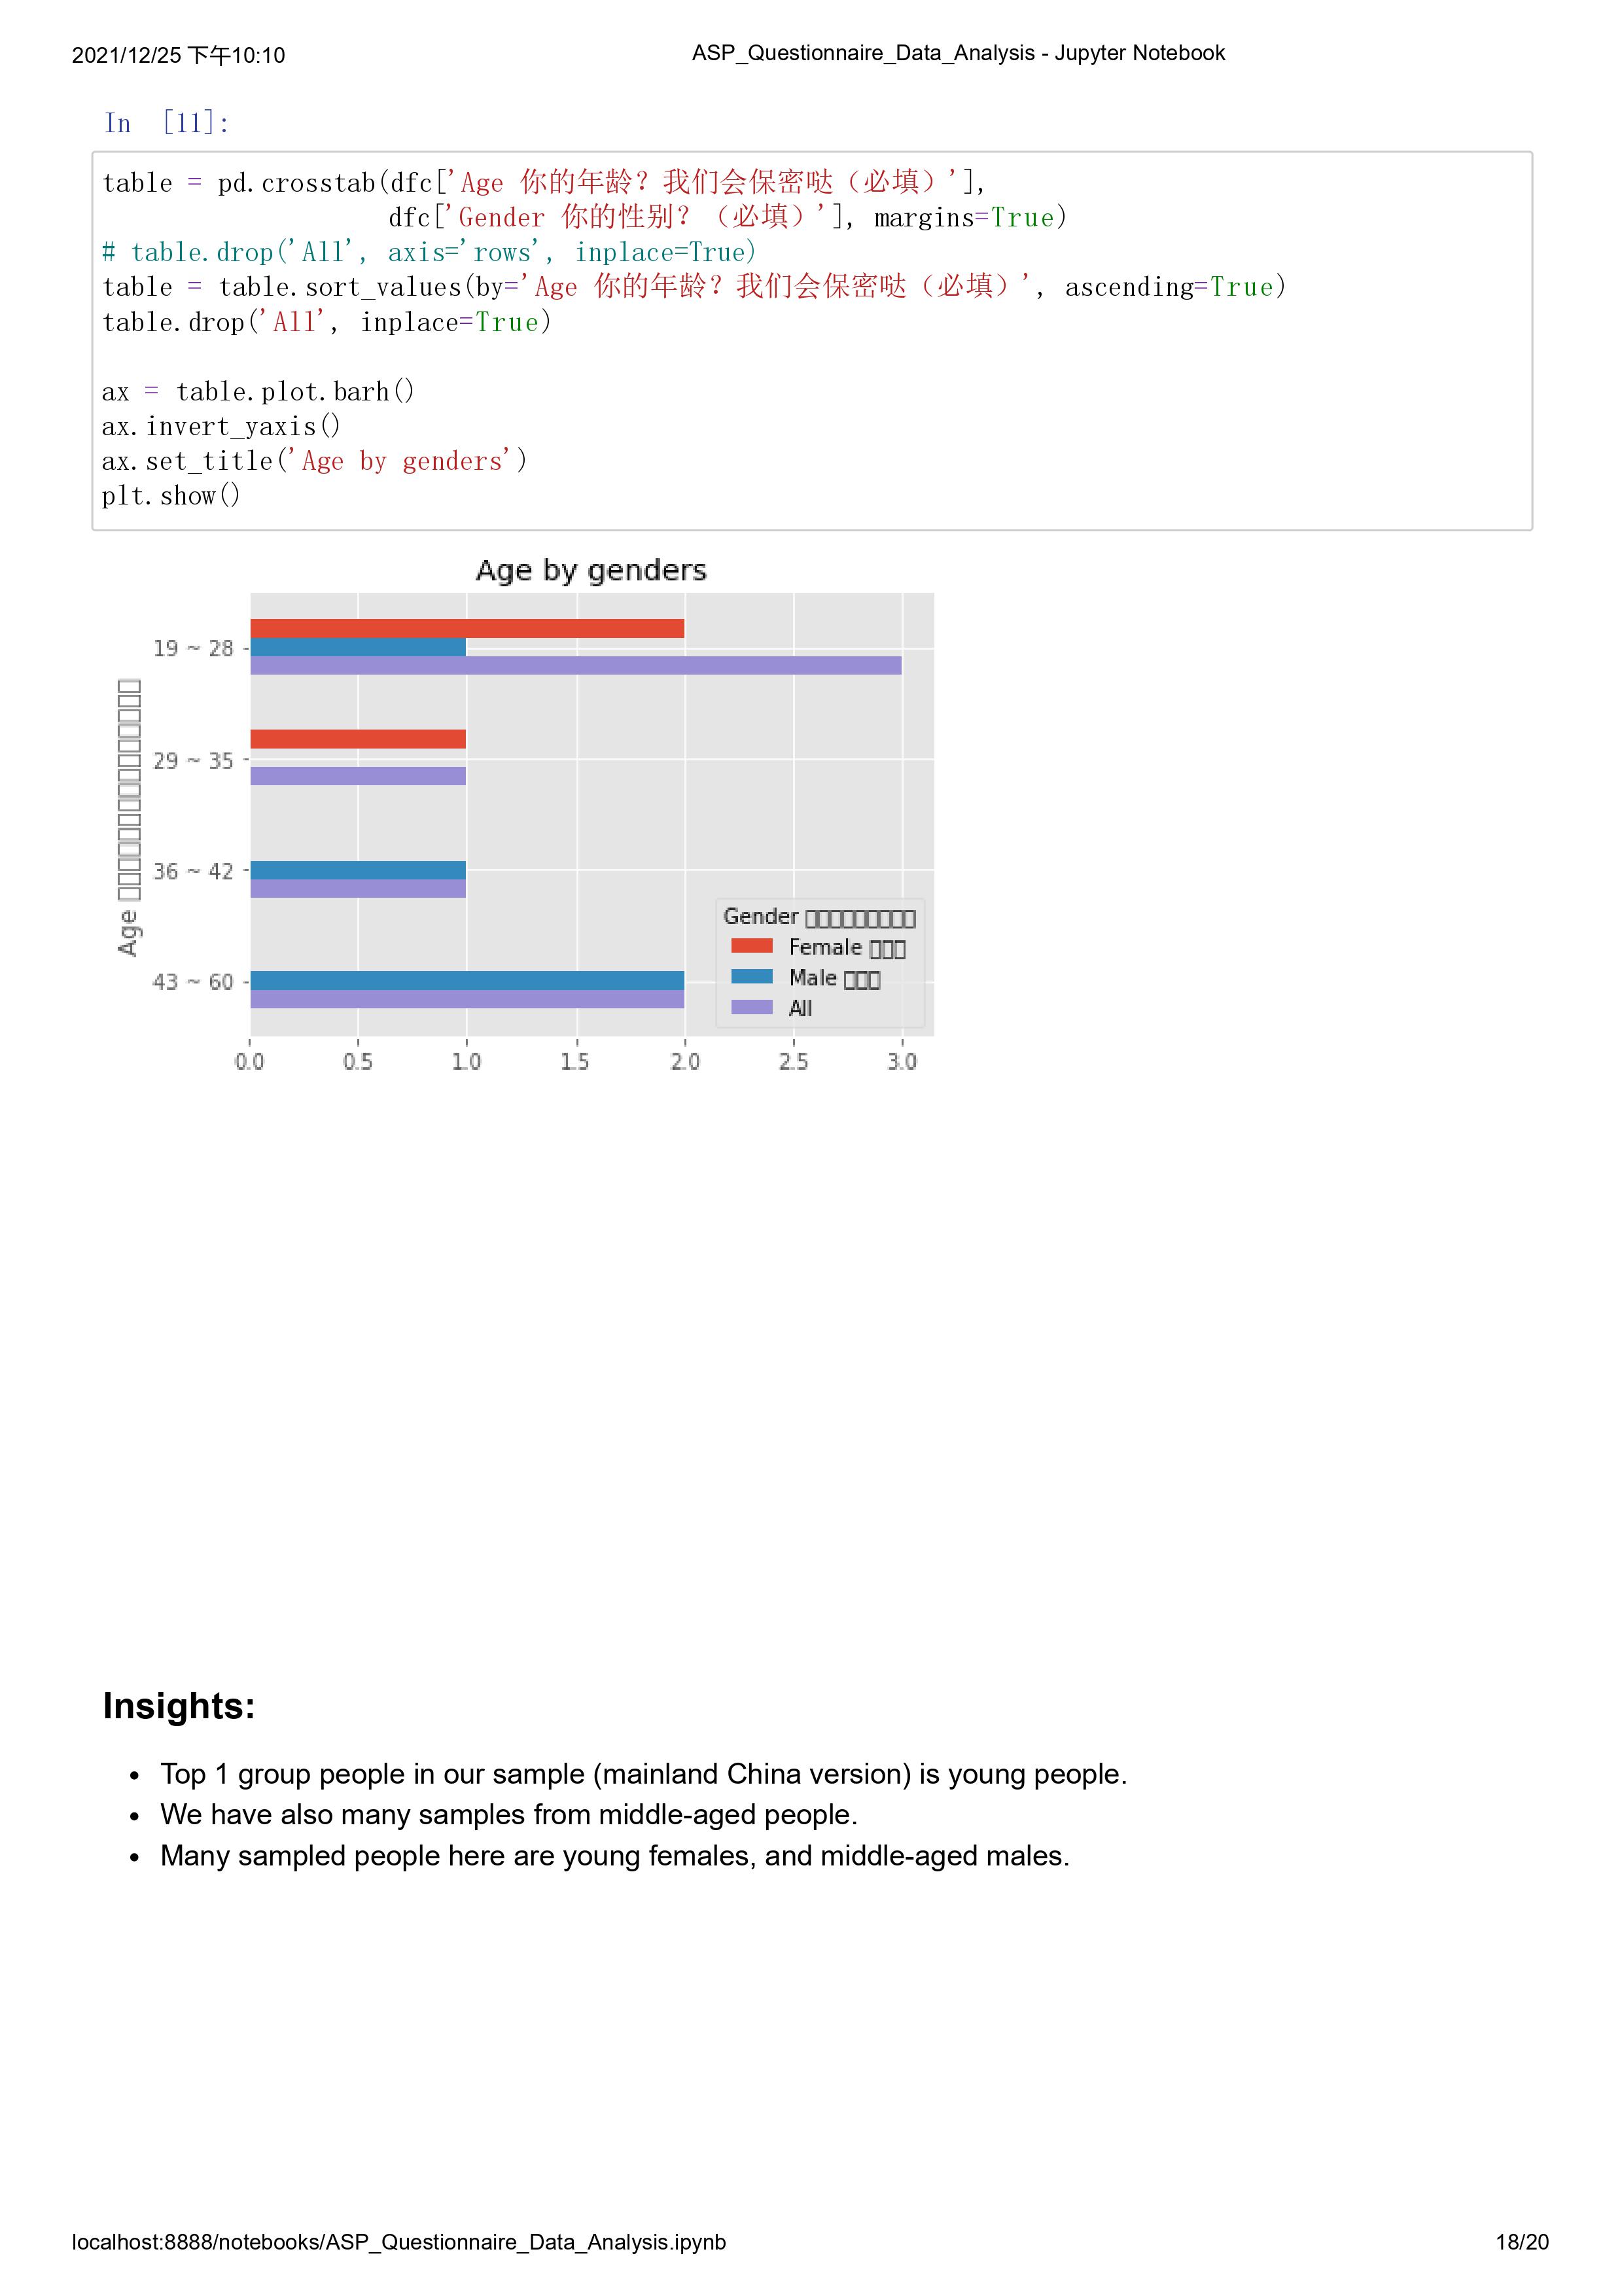 2021/12/25 下午10:10
ASP_Questionnaire_Data_Analysis - Jupyter Notebook
In [11]:
table = pd.crosstab(dfc['Age 你的年龄？我们会保密哒（必填）'],
dfc['Gender 你的性别？（必填）'], margins=True)
# table.drop('All', axis='rows', inplace=True)
table = table.sort_values(by='Age 你的年龄？我们会保密哒（必填）', ascending=True)
table.drop('All', inplace=True)
ax = table.plot.barh()
ax.invert_yaxis()
ax.set_title('Age by genders')
plt.show()
Age by genders
Age
19 ~ 28
29 ~ 35
36 ~ 42
43 ~ 60
Gender
Female
Male
All
0.0 0.5 1.0 1.5 2.0 2.5 3.0
Insights:
• Top 1 group people in our sample (mainland China version) is young people.
• We have also many samples from middle-aged people.
• Many sampled people here are young females, and middle-aged males.
localhost:8888/notebooks/ASP_Questionnaire_Data_Analysis.ipynb
18/20